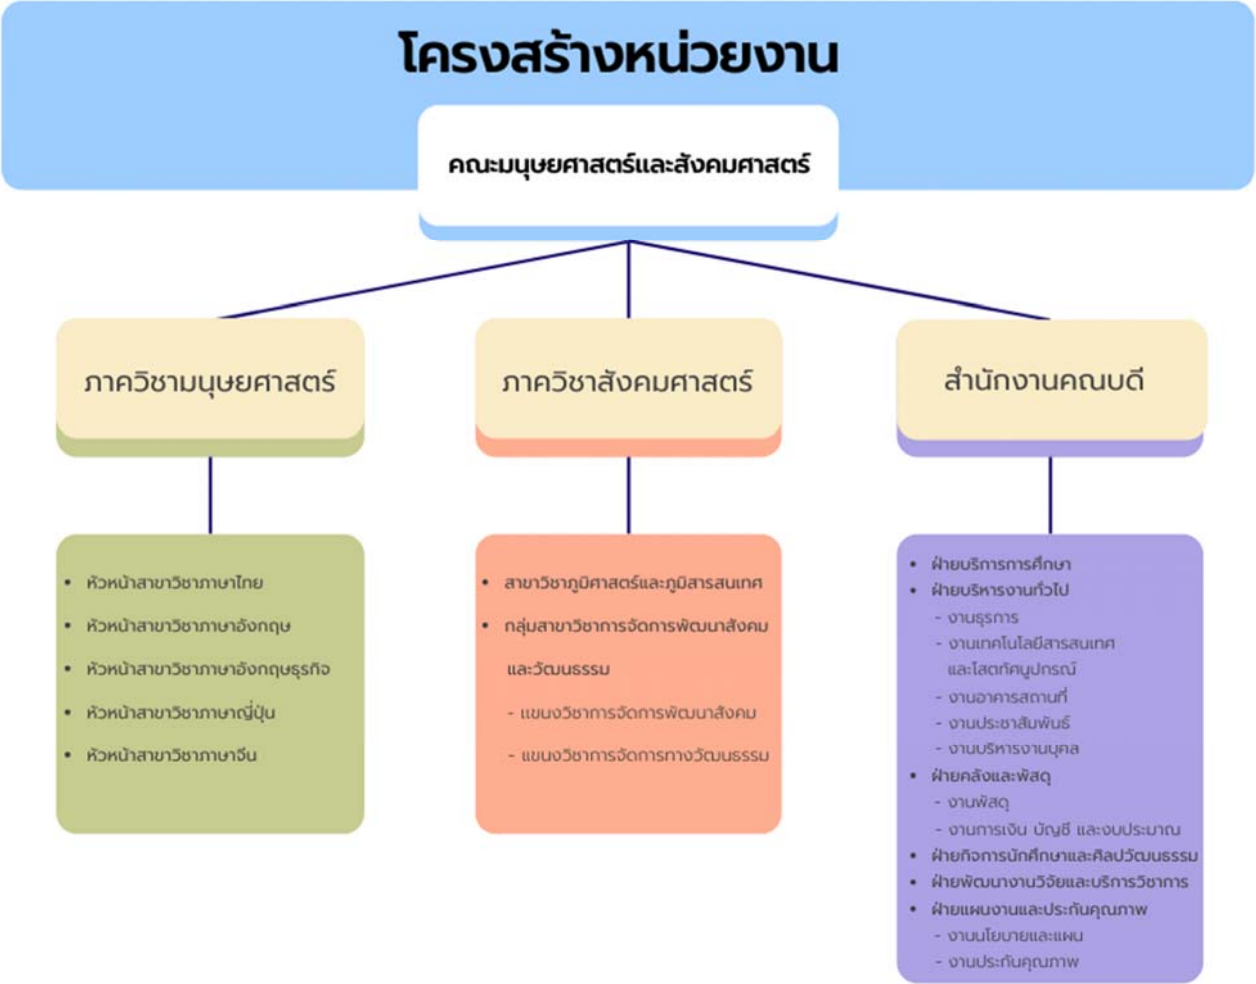 โครงสร้างหน่วยงาน
คณะมนุษยศาสตร์และสังคมศาสตร์
ภาควิชามนุษยศาสตร์
• หัวหน้าสาขาวิชาภาษาไทย
• หัวหน้าสาขาวิชาภาษาอังกฤษ
• หัวหน้าสาขาวิชาภาษาอังกฤษธุรกิจ
• หัวหน้าสาขาวิชาภาษาญี่ปุ่น
• หัวหน้าสาขาวิชาภาษาจีน
ภาควิชาสังคมศาสตร์
• สาขาวิชาภูมิศาสตร์และภูมิสารสนเทศ
• กลุ่มสาขาวิชาการจัดการพัฒนาสังคม
และวัฒนธรรม
- แขนงวิชาการจัดการพัฒนาสังคม
- แขนงวิชาการจัดการทางวัฒนธรรม
สำนักงานคณบดี
• ฝ่ายบริการการศึกษา
• ฝ่ายบริหารงานทั่วไป
- งานธุรการ
- งานเทคโนโลยีสารสนเทศ
และโสตทัศนูปกรณ์
- งานอาคารสถานที่
- งานประชาสัมพันธ์
- งานบริหารงานบุคล
• ฝ่ายคลังและพัสดุ
- งานพัสดุ
- งานการเงิน บัญชี และงบประมาณ
• ฝ่ายกิจการนักศึกษาและศิลปวัฒนธรรม
• ฝ่ายพัฒนางานวิจัยและบริการวิชาการ
• ฝ่ายแผนงานและประกันคุณภาพ
- งานนโยบายและแผน
- งานประกันคุณภาพ